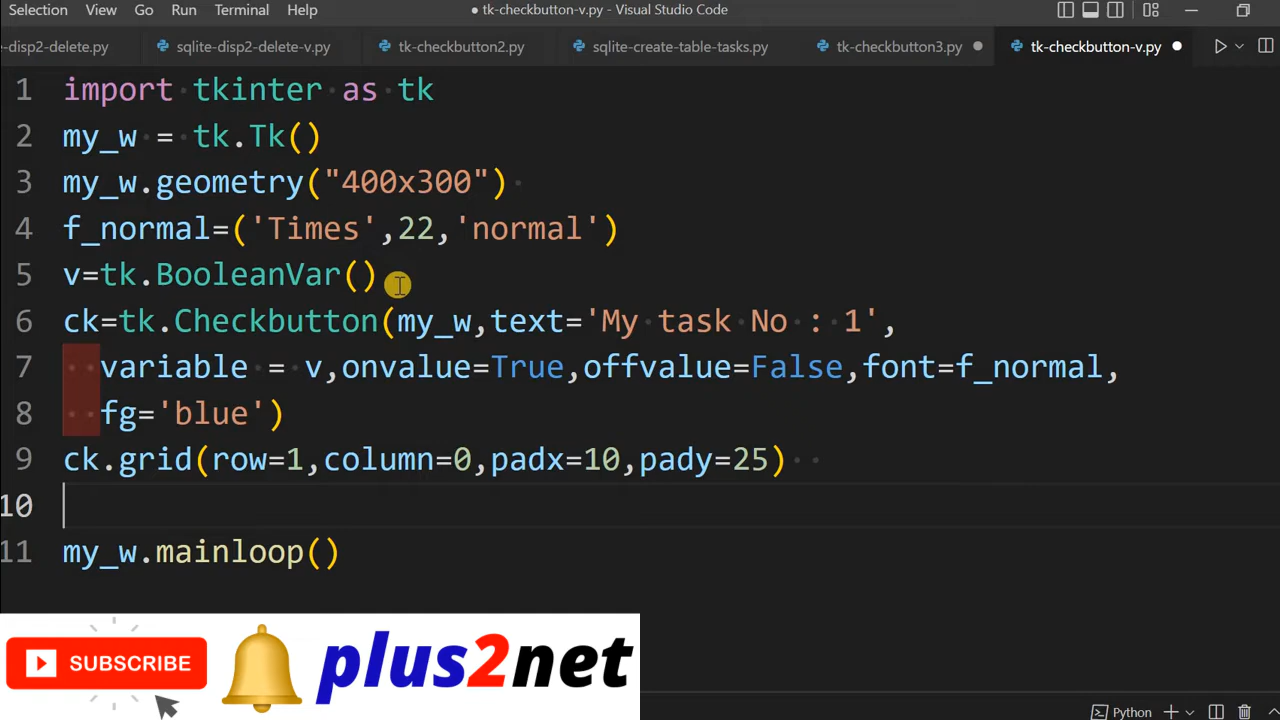 Selection View Go Run Terminal Help tk-checkbutton-v.py - Visual Studio Code
-disp2-delete.py sqlite-disp2-delete-v.py tk-checkbutton2.py sqlite-create-table-tasks.py tk-checkbutton3.py tk-checkbutton-v.py
1 import tkinter as tk
2 my_w = tk.Tk()
3 my_w.geometry("400x300")
4 f_normal=('Times',22,'normal')
5 v=tk.BooleanVar()
6 ck=tk.Checkbutton(my_w,text='My task No : 1',
7 variable = v,onvalue=True,offvalue=False,font=f_normal,
8 fg='blue')
9 ck.grid(row=1,column=0,padx=10,pady=25)
10
11 my_w.mainloop()
SUBSCRIBE plus2net
Python